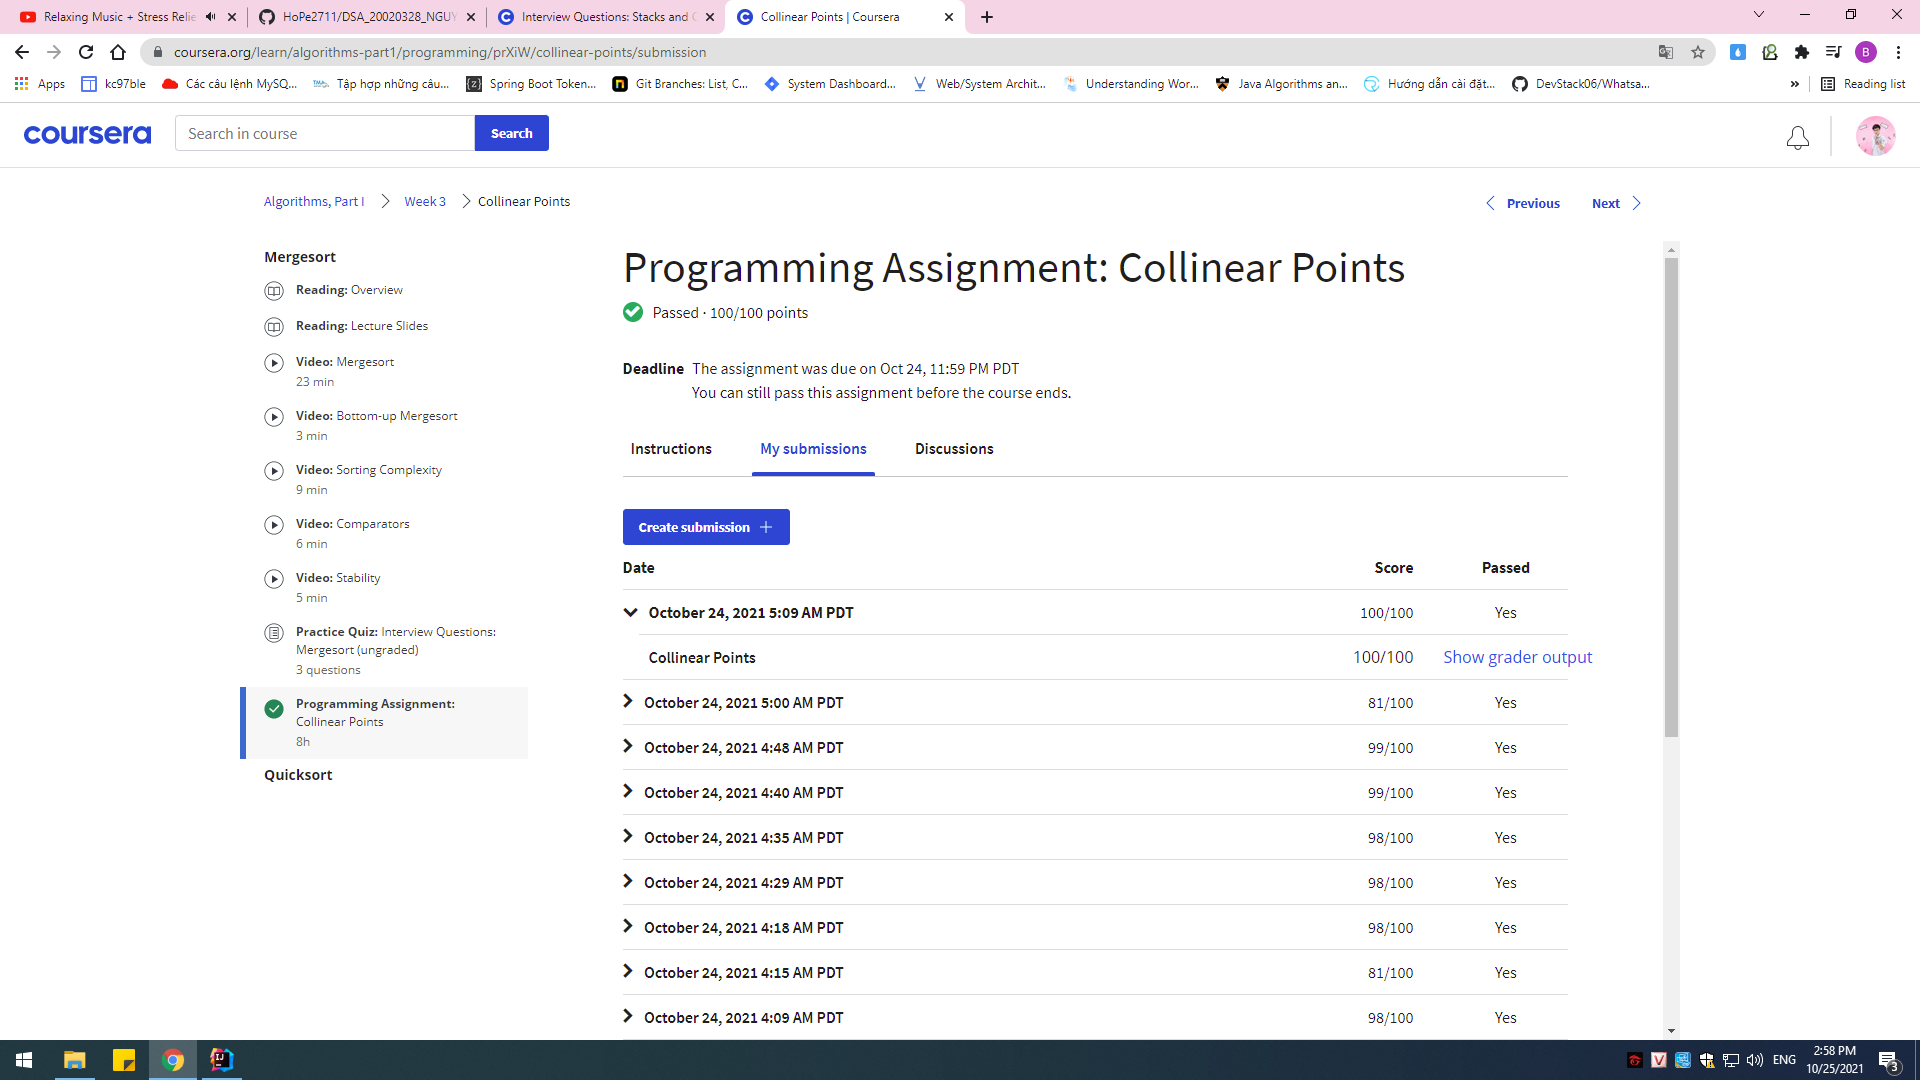 Relaxing Music + Stress Relie
HoPe2711/DSA_20020328_NGUY
Interview Questions: Stacks and
Collinear Points | Coursera
coursera.org/learn/algorithms-part1/programming/prXiW/collinear-points/submission
B
Apps
kc97ble
Các câu lệnh MySQ...
Tập hợp những câu...
Spring Boot Token...
Git Branches: List, C...
System Dashboard...
Web/System Archit...
Understanding Wor...
Java Algorithms an...
Hướng dẫn cài đặt...
DevStack06/Whatsa...
»
Reading list
coursera
Search in course
Search
Algorithms, Part I
Week 3
Collinear Points
Previous
Next
Mergesort
Reading: Overview
Reading: Lecture Slides
Video: Mergesort
23 min
Video: Bottom-up Mergesort
3 min
Video: Sorting Complexity
9 min
Video: Comparators
6 min
Video: Stability
5 min
Practice Quiz: Interview Questions:
Mergesort (ungraded)
3 questions
Programming Assignment:
Collinear Points
8h
Quicksort
Programming Assignment: Collinear Points
Passed · 100/100 points
Deadline The assignment was due on Oct 24, 11:59 PM PDT
You can still pass this assignment before the course ends.
Instructions
My submissions
Discussions
Create submission
Date Score Passed
October 24, 2021 5:09 AM PDT 100/100 Yes
Collinear Points 100/100 Show grader output
October 24, 2021 5:00 AM PDT 81/100 Yes
October 24, 2021 4:48 AM PDT 99/100 Yes
October 24, 2021 4:40 AM PDT 99/100 Yes
October 24, 2021 4:35 AM PDT 98/100 Yes
October 24, 2021 4:29 AM PDT 98/100 Yes
October 24, 2021 4:18 AM PDT 98/100 Yes
October 24, 2021 4:15 AM PDT 81/100 Yes
October 24, 2021 4:09 AM PDT 98/100 Yes
ENG
2:58 PM
10/25/2021
3